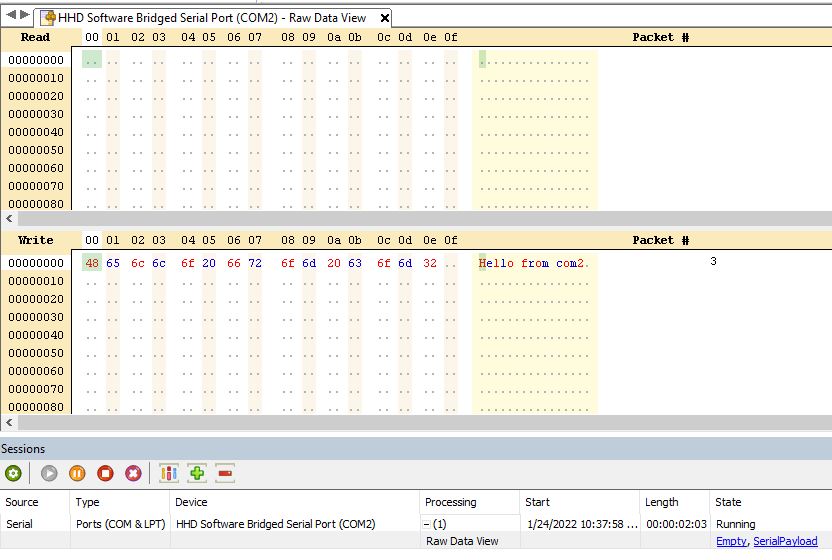 HHD Software Bridged Serial Port (COM2) - Raw Data View
Read 00 01 02 03 04 05 06 07 08 09 0a 0b 0c 0d 0e 0f Packet #
00000000 .. .. .. .. .. .. .. .. .. .. .. .. .. .. .. .. ................
00000010 .. .. .. .. .. .. .. .. .. .. .. .. .. .. .. .. ................
00000020 .. .. .. .. .. .. .. .. .. .. .. .. .. .. .. .. ................
00000030 .. .. .. .. .. .. .. .. .. .. .. .. .. .. .. .. ................
00000040 .. .. .. .. .. .. .. .. .. .. .. .. .. .. .. .. ................
00000050 .. .. .. .. .. .. .. .. .. .. .. .. .. .. .. .. ................
00000060 .. .. .. .. .. .. .. .. .. .. .. .. .. .. .. .. ................
00000070 .. .. .. .. .. .. .. .. .. .. .. .. .. .. .. .. ................
00000080 .. .. .. .. .. .. .. .. .. .. .. .. .. .. .. .. ................
Write 00 01 02 03 04 05 06 07 08 09 0a 0b 0c 0d 0e 0f Packet #
00000000 48 65 6c 6c 6f 20 66 72 6f 6d 20 63 6f 6d 32 .. Hello from com2. 3
00000010 .. .. .. .. .. .. .. .. .. .. .. .. .. .. .. .. ................
00000020 .. .. .. .. .. .. .. .. .. .. .. .. .. .. .. .. ................
00000030 .. .. .. .. .. .. .. .. .. .. .. .. .. .. .. .. ................
00000040 .. .. .. .. .. .. .. .. .. .. .. .. .. .. .. .. ................
00000050 .. .. .. .. .. .. .. .. .. .. .. .. .. .. .. .. ................
00000060 .. .. .. .. .. .. .. .. .. .. .. .. .. .. .. .. ................
00000070 .. .. .. .. .. .. .. .. .. .. .. .. .. .. .. .. ................
00000080 .. .. .. .. .. .. .. .. .. .. .. .. .. .. .. .. ................
Sessions
Source Type Device Processing Start Length State
Serial Ports (COM & LPT) HHD Software Bridged Serial Port (COM2) (1) 1/24/2022 10:37:58 ... 00:00:02:03 Running
Raw Data View Empty, SerialPayload